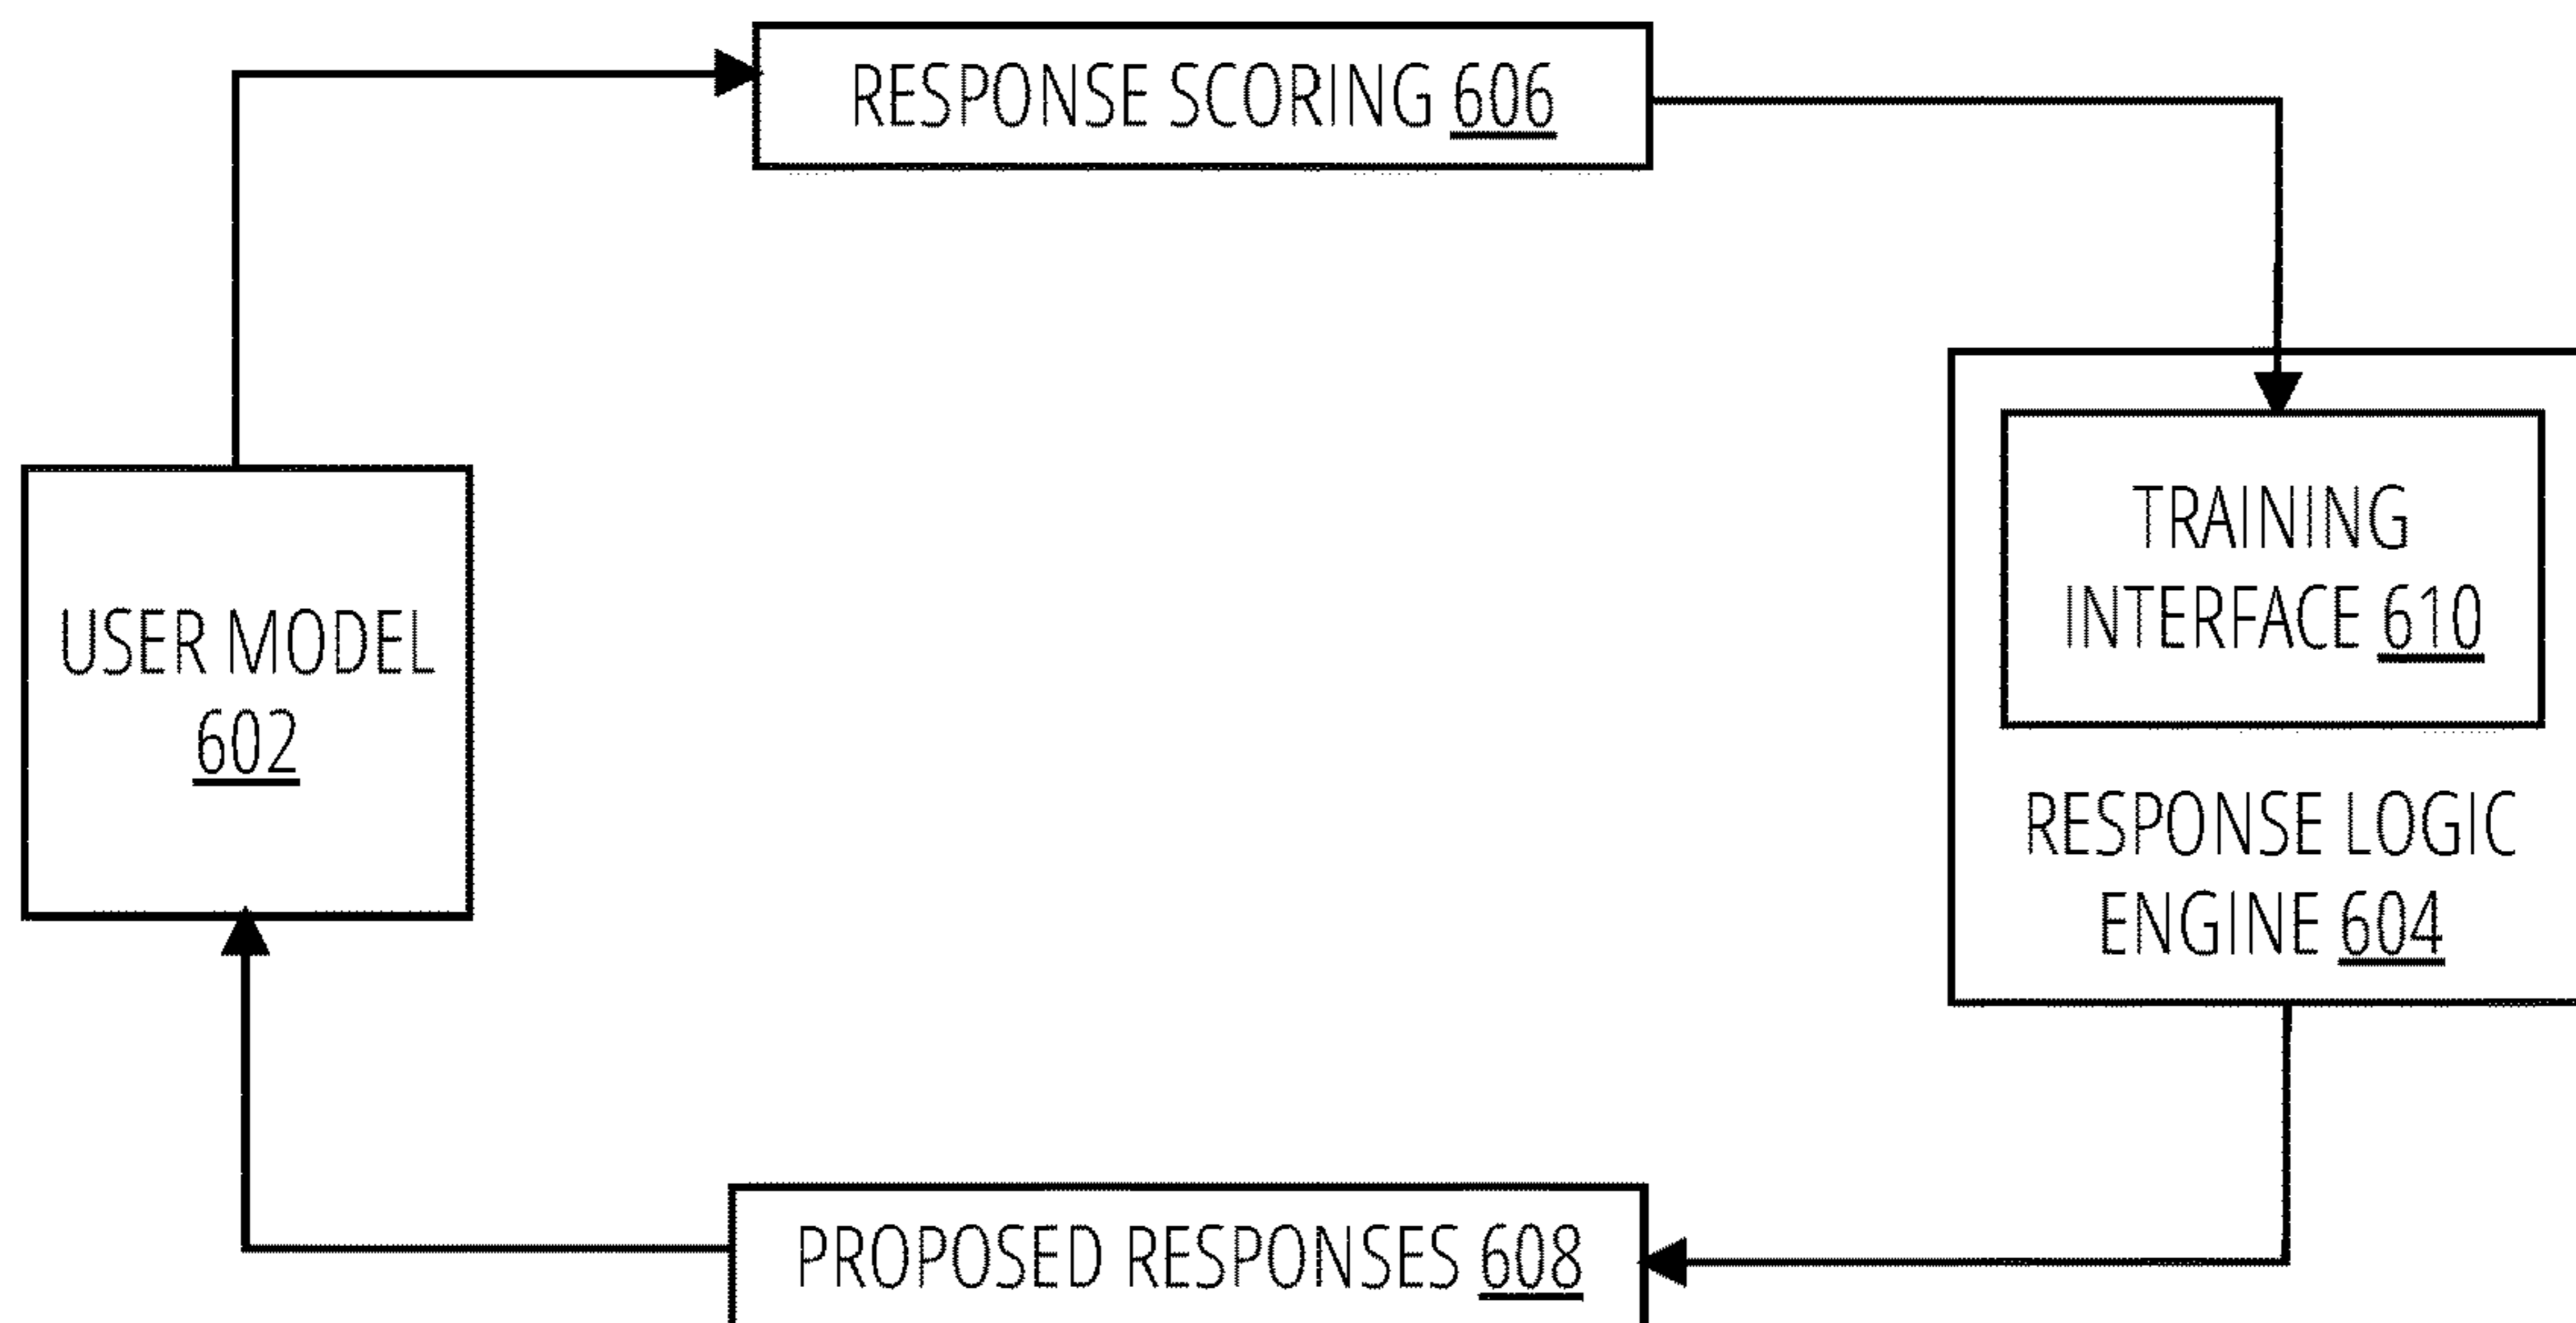 RESPONSE SCORING 606
TRAINING
INTERFACE 610
USER MODEL
602
RESPONSE LOGIC
ENGINE 604
PROPOSED RESPONSES 608